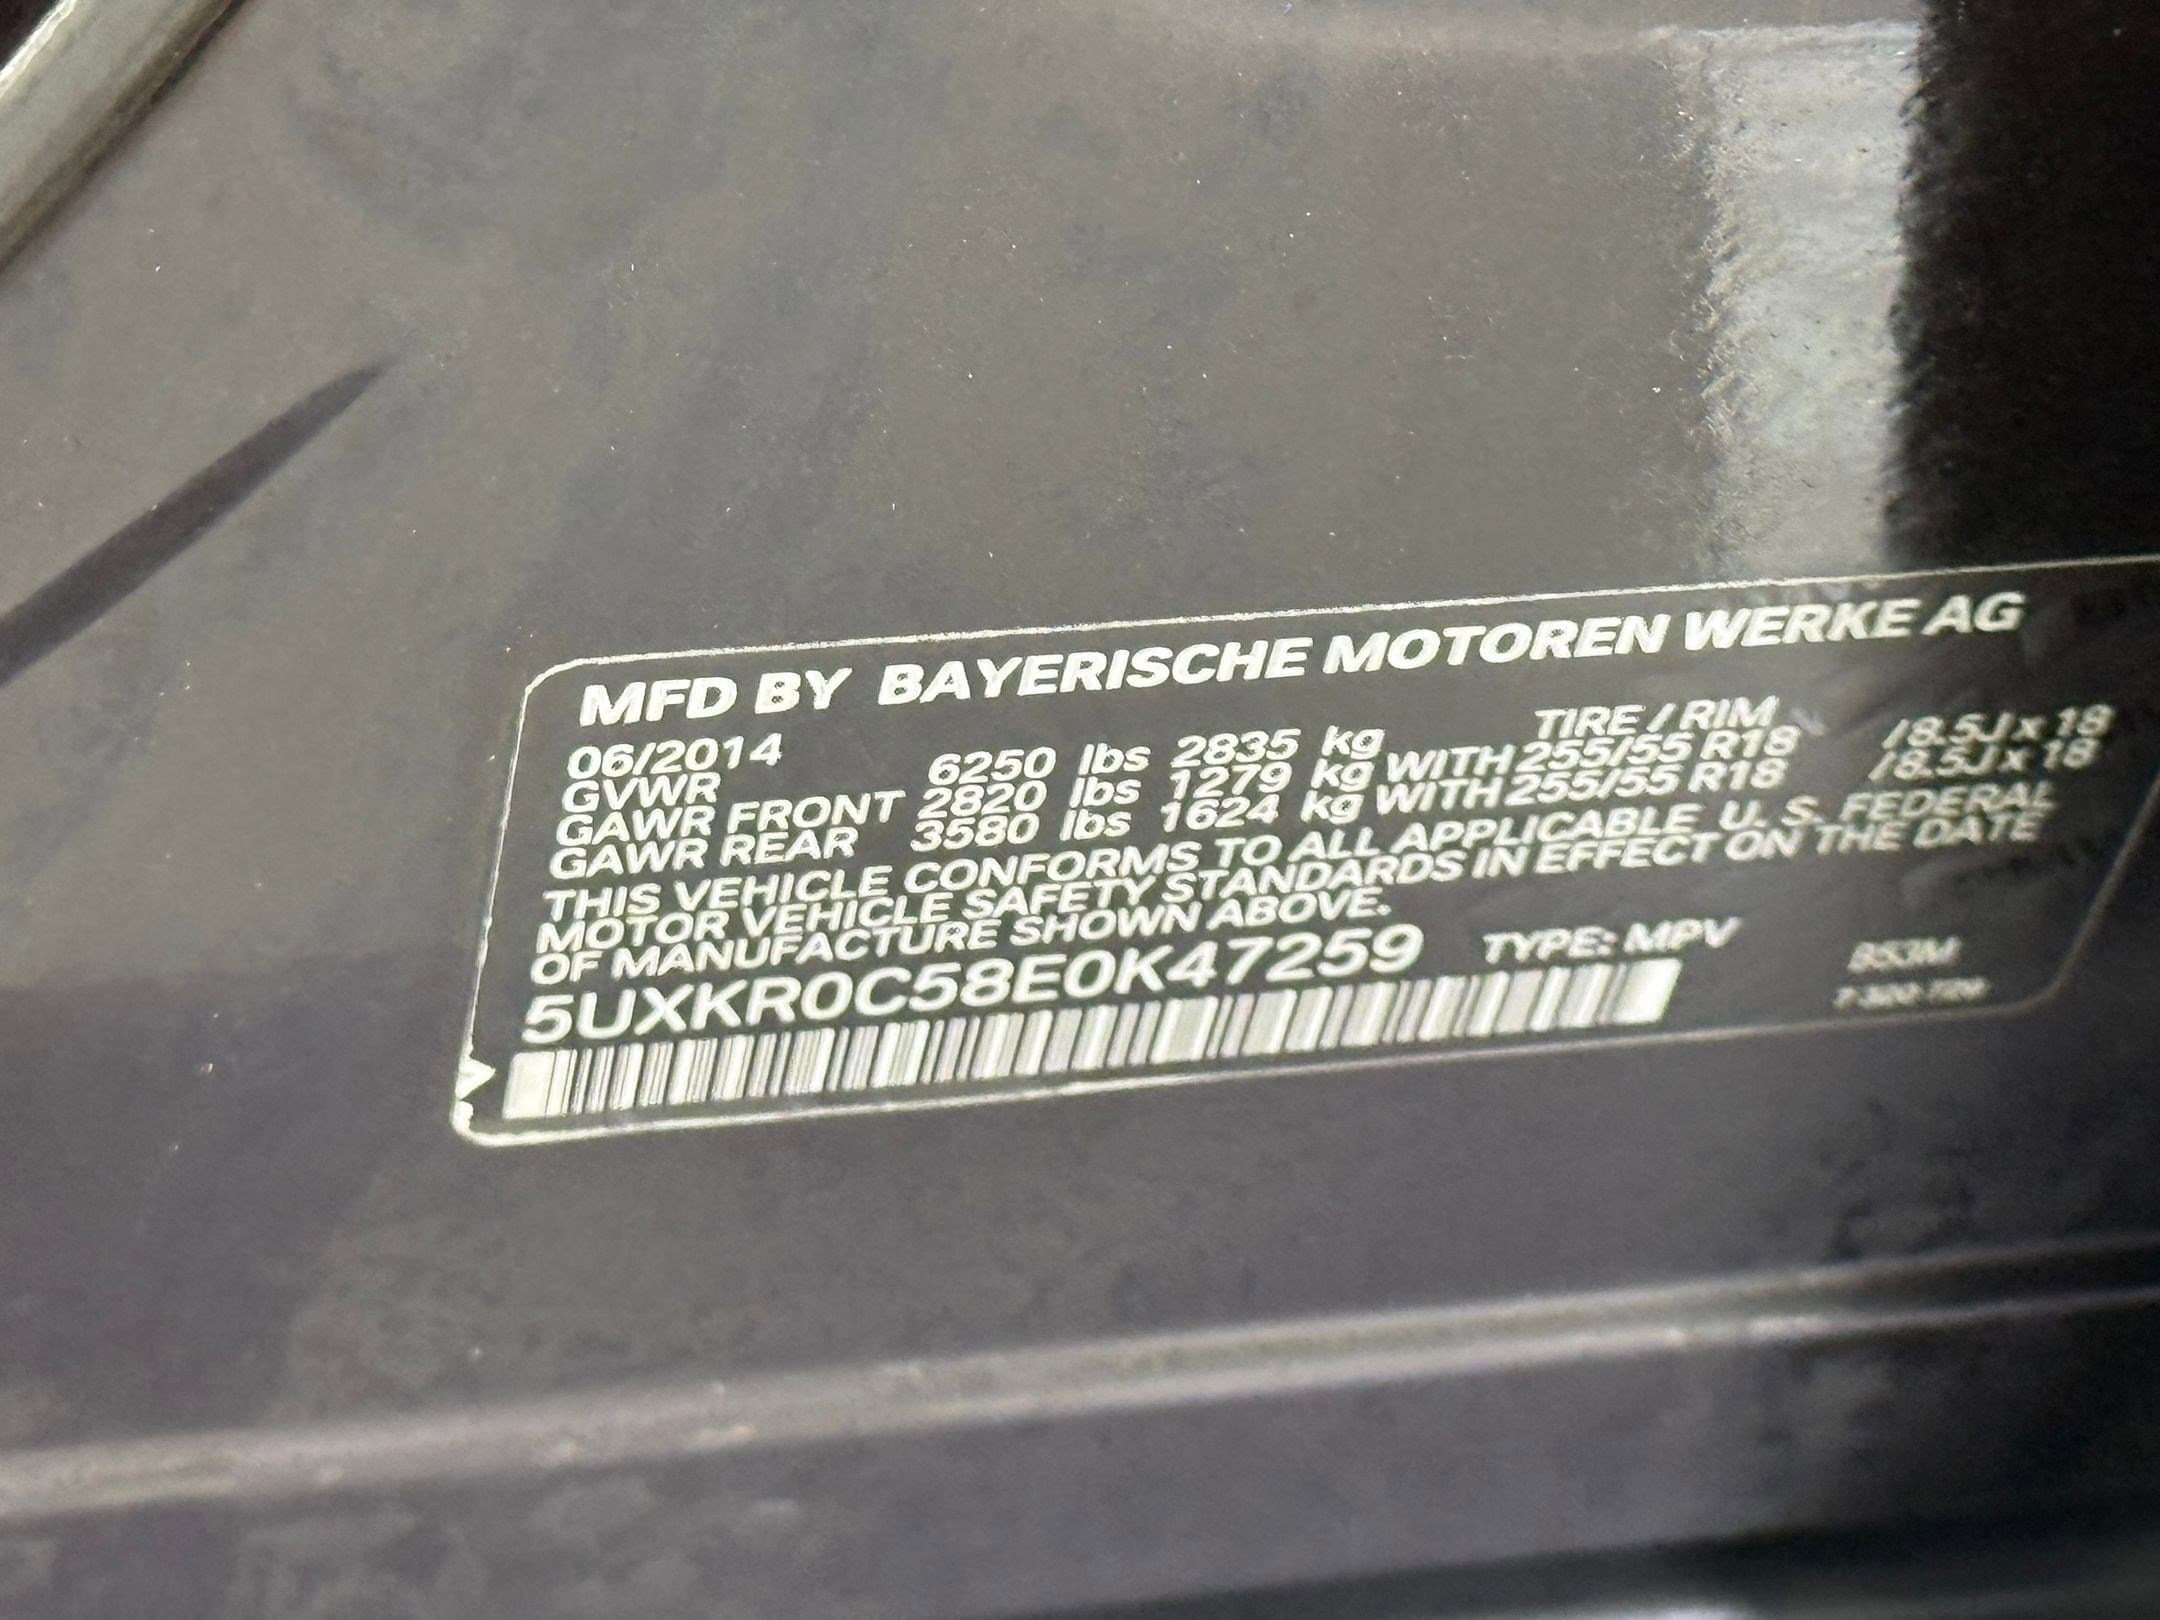 MFD BY BAYERISCHE MOTOREN WERKE AG
06/2014 TIRE / RIM
GVWR 6250 lbs 2835 kg
GAWR FRONT 2820 lbs 1279 kg WITH 255/55 R18 /8.5J x 18
GAWR REAR 3580 lbs 1624 kg WITH 255/55 R18 /8.5J x 18
THIS VEHICLE CONFORMS TO ALL APPLICABLE U. S. FEDERAL
MOTOR VEHICLE SAFETY STANDARDS IN EFFECT ON THE DATE
OF MANUFACTURE SHOWN ABOVE.
5UXKR0C58E0K47259 TYPE: MPV